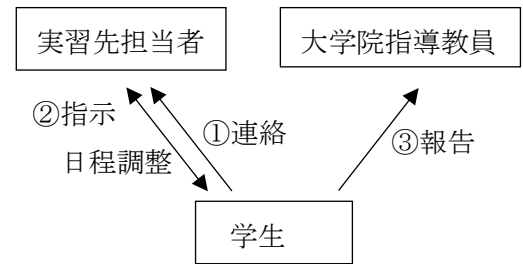 実習先担当者
大学院指導教員
②指示
①連絡
③報告
日程調整
学生